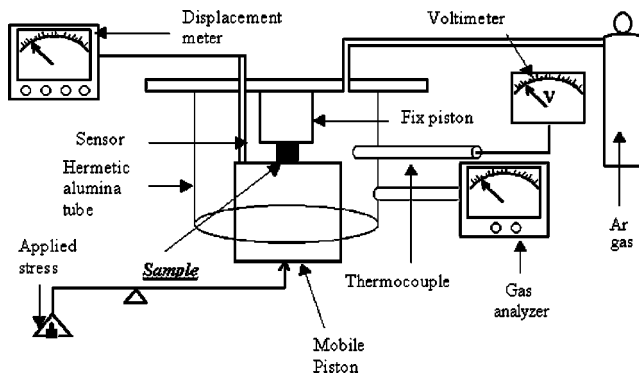 Displacement
meter
Voltimeter
V
Fix piston
Sensor
Hermetic
alumina
tube
Applied
stress
Sample
Thermocouple
Ar
gas
Gas
analyzer
Mobile
Piston